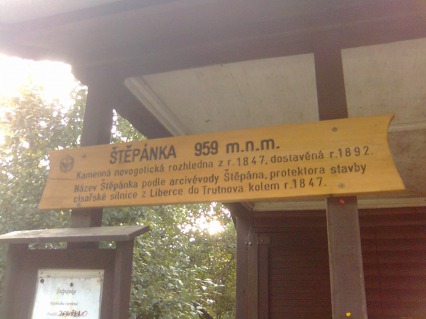 ŠTĚPÁNKA 959 m.n.m.
Kamenná novogotická rozhledna z r.1847, dostavěná r.1892.
Název Štěpánka podle arcivévody Štěpána, protektora stavby
císařské silnice z Liberce do Trutnova kolem r.1847.
Štěpánka